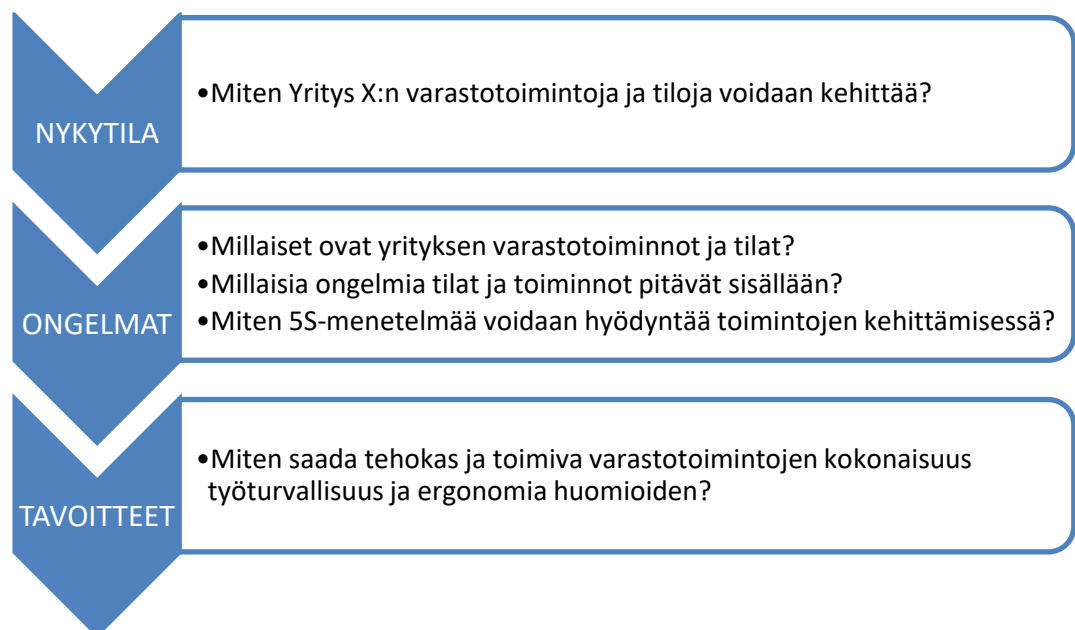 NYKYTILA
•Miten Yritys X:n varastotoimintoja ja tiloja voidaan kehittää?
ONGELMAT
•Millaiset ovat yrityksen varastotoiminnot ja tilat?
•Millaisia ongelmia tilat ja toiminnot pitävät sisällään?
•Miten 5S-menetelmää voidaan hyödyntää toimintojen kehittämisessä?
TAVOITTEET
•Miten saada tehokas ja toimiva varastotoimintojen kokonaisuus
työturvallisuus ja ergonomia huomioiden?